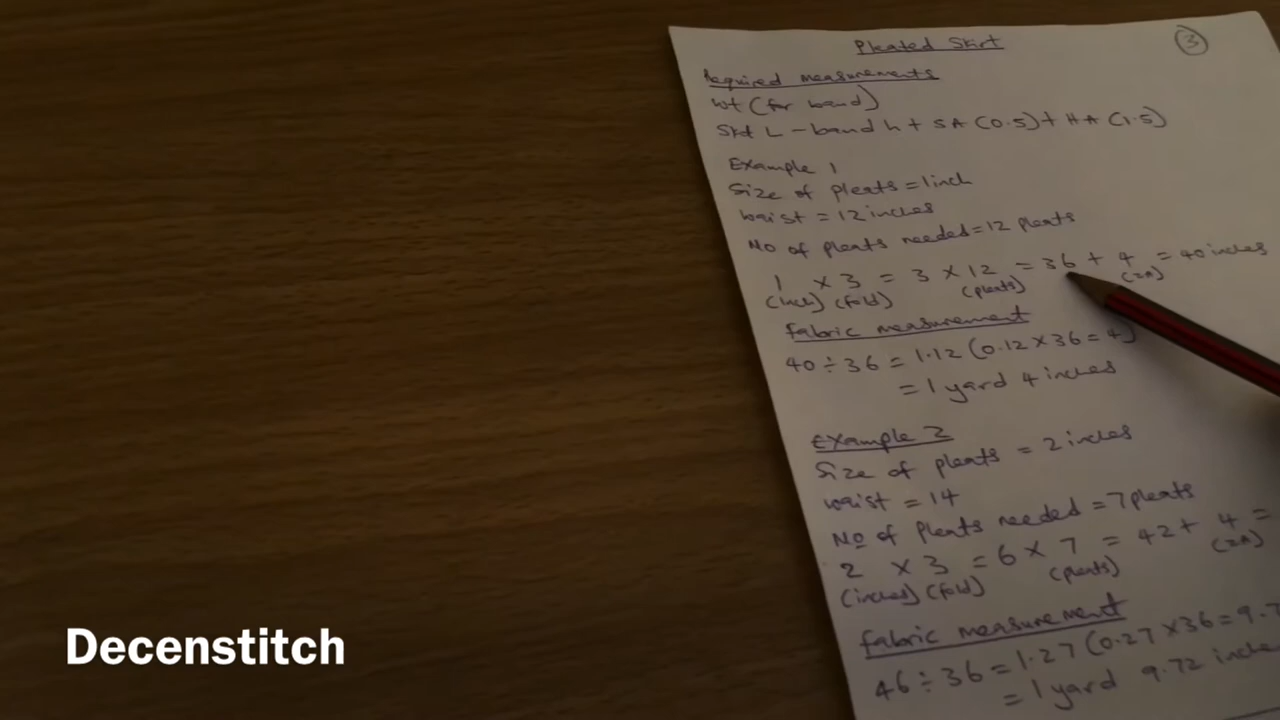 Pleated Skirt
3
Required measurements
wt (for band)
Skt L - band h + SA (0.5) + HA (1.5)
Example 1
Size of pleats = 1 inch
waist = 12 inches
No of pleats needed = 12 pleats
1 x 3 = 3 x 12 = 36 + 4 = 40 inches
(inch) (fold) (pleats) (ZA)
fabric measurement
40 ÷ 36 = 1.12 (0.12 x 36 = 4)
= 1 yard 4 inches
Example 2
Size of pleats = 2 inches
waist = 14
No of pleats needed = 7 pleats
2 x 3 = 6 x 7 = 42 + 4 =
(inches) (fold) (pleats) (ZA)
fabric measurement
46 ÷ 36 = 1.27 (0.27 x 36 = 9.7
= 1 yard 9.72 inches
Decenstitch